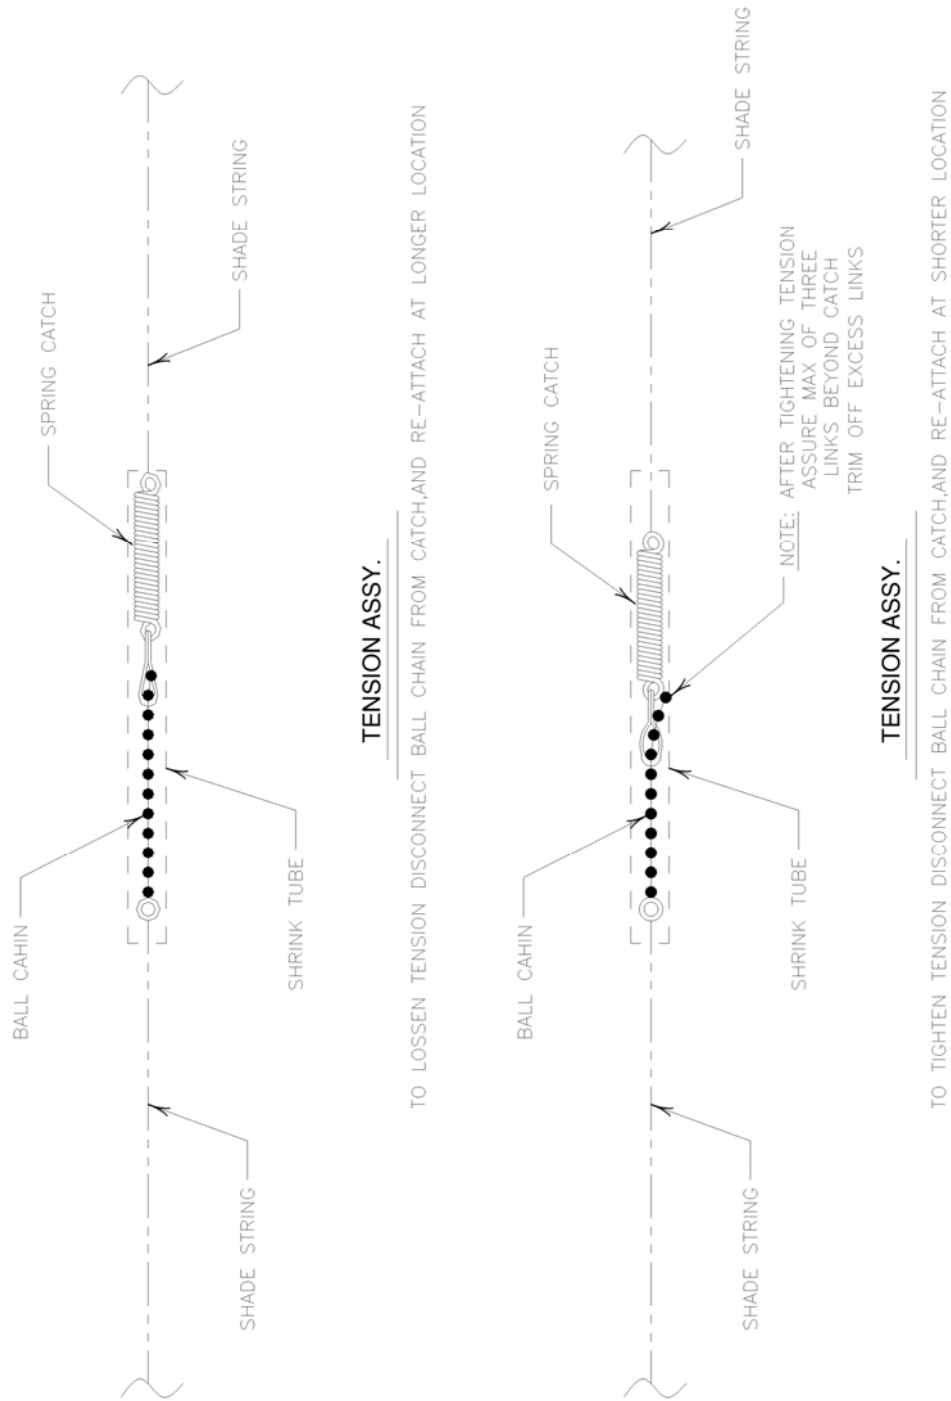 BALL CAHIN
SPRING CATCH
SHADE STRING
SHADE STRING
SHRINK TUBE
TENSION ASSY.
TO LOSSEN TENSION DISCONNECT BALL CHAIN FROM CATCH,AND RE-ATTACH AT LONGER LOCATION
BALL CAHIN
SPRING CATCH
SHADE STRING
SHADE STRING
SHRINK TUBE
NOTE: AFTER TIGHTENING TENSION
ASSURE MAX OF THREE
LINKS BEYOND CATCH
TRIM OFF EXCESS LINKS
TENSION ASSY.
TO TIGHTEN TENSION DISCONNECT BALL CHAIN FROM CATCH,AND RE-ATTACH AT SHORTER LOCATION